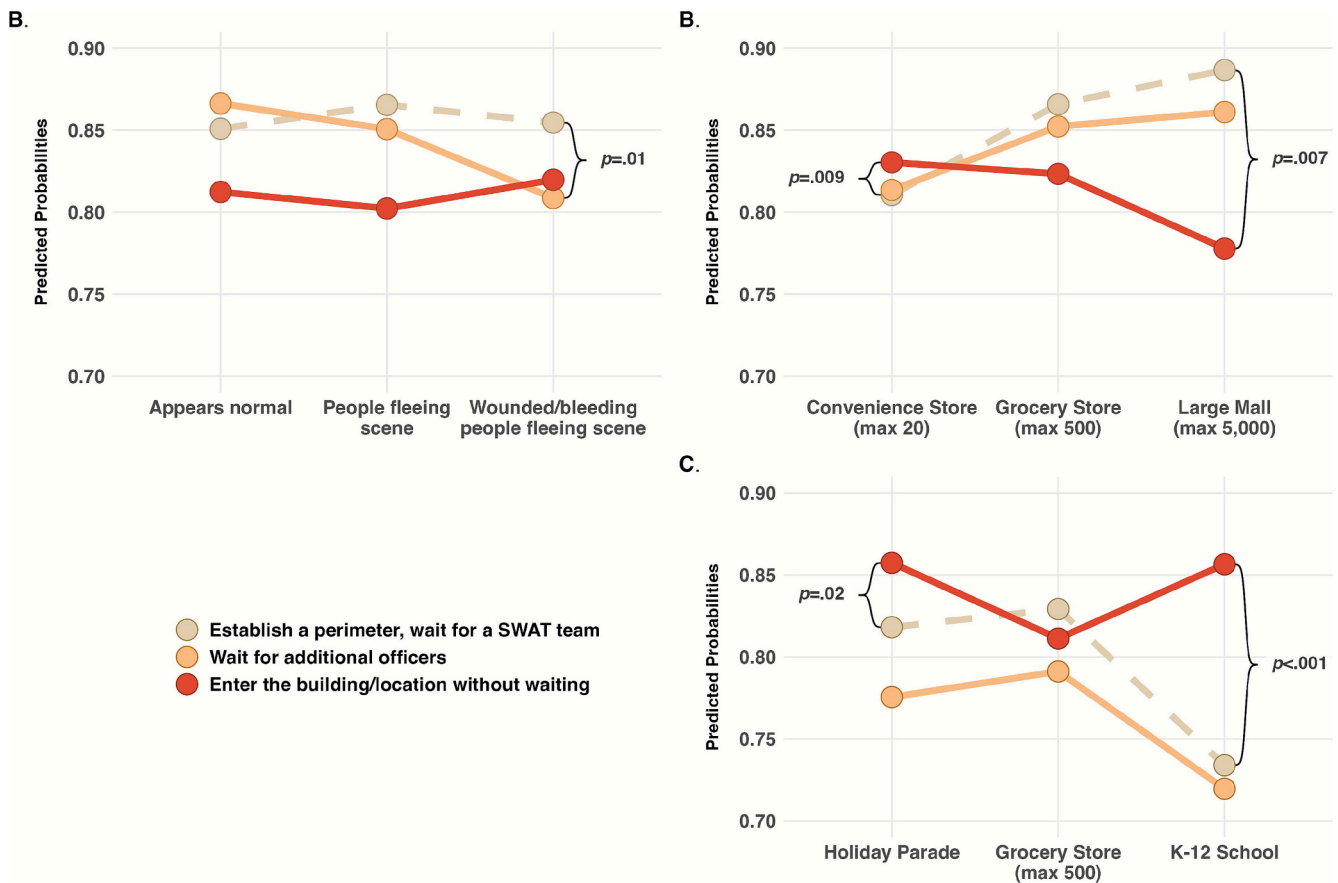 B.
0.90
0.85
0.80
0.75
0.70
Predicted Probabilities
p=.01
Appears normal
People fleeing
scene
Wounded/bleeding
people fleeing scene
B.
0.90
0.85
0.80
0.75
0.70
Predicted Probabilities
p=.009
p=.007
Convenience Store
(max 20)
Grocery Store
(max 500)
Large Mall
(max 5,000)
Establish a perimeter, wait for a SWAT team
Wait for additional officers
Enter the building/location without waiting
C.
0.90
0.85
0.80
0.75
0.70
Predicted Probabilities
p=.02
p<.001
Holiday Parade
Grocery Store
(max 500)
K-12 School